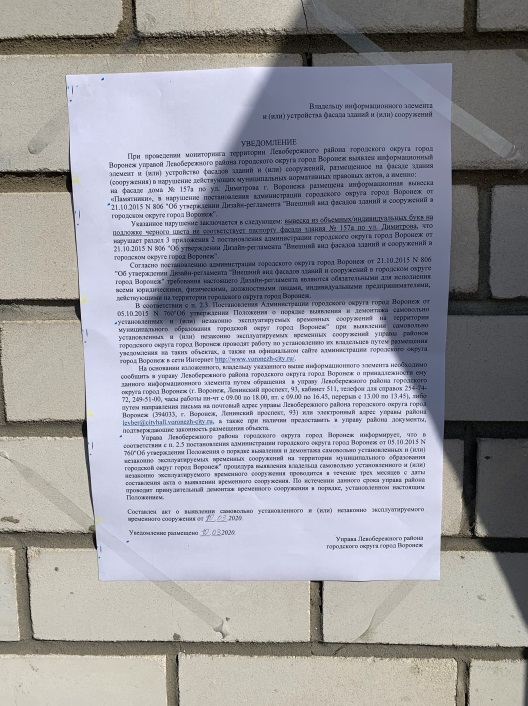 Владельцу информационного элемента
и (или) устройства фасада зданий и (или) сооружений
УВЕДОМЛЕНИЕ
При проведении мониторинга территории Левобережного района городского округа город
Воронеж управой Левобережного района городского округа город Воронеж выявлен информационный
элемент и (или) устройство фасадов зданий и (или) сооружений, размещенное на фасаде здания
(сооружения) в нарушение действующих муниципальных нормативных правовых актов, а именно:
на фасаде дома № 157а по ул. Димитрова г. Воронежа размещена информационная вывеска
«Памятники», в нарушение постановления администрации городского округа город Воронеж от
21.10.2015 N 806 "Об утверждении Дизайн-регламента "Внешний вид фасадов зданий и сооружений в
городском округе город Воронеж".
Указанное нарушение заключается в следующем: вывеска из объемных/индивидуальных букв на
подложке черного цвета не соответствует паспорту фасада здания № 157а по ул. Димитрова, что
нарушает раздел 3 приложения 2 постановления администрации городского округа город Воронеж от
21.10.2015 N 806 "Об утверждении Дизайн-регламента "Внешний вид фасадов зданий и сооружений в
городском округе город Воронеж".
Согласно постановлению администрации городского округа город Воронеж от 21.10.2015 N 806
"Об утверждении Дизайн-регламента "Внешний вид фасадов зданий и сооружений в городском округе
город Воронеж" требования настоящего Дизайн-регламента являются обязательными для исполнения
всеми юридическими, физическими, должностными лицами, индивидуальными предпринимателями,
действующими на территории городского округа город Воронеж.
В соответствии с п. 2.3 Постановления Администрации городского округа город Воронеж от
05.10.2015 N 760"Об утверждении Положения о порядке выявления и демонтажа самовольно
установленных и (или) незаконно эксплуатируемых временных сооружений на территории
муниципального образования городской округ город Воронеж" при выявлении самовольно
установленных и (или) незаконно эксплуатируемых временных сооружений управы районов
городского округа город Воронеж проводят работу по установлению их владельцев путем размещения
уведомления на таких объектах, а также на официальном сайте администрации городского округа
город Воронеж в сети Интернет http://www.voronezh-city.ru/.
На основании изложенного, владельцу указанного выше информационного элемента необходимо
сообщить в управу Левобережного района городского округа город Воронеж о принадлежности ему
данного информационного элемента путем обращения в управу Левобережного района городского
округа город Воронеж (г. Воронеж, Ленинский проспект, 93, кабинет 511, телефон для справок 254-74-
72, 249-51-00, часы работы пн-чт с 09.00 до 18.00, пт. с 09.00 до 16.45, перерыв с 13.00 по 13.45), либо
путем направления письма на почтовый адрес управы Левобережного района городского округа город
Воронеж (394033, г. Воронеж, Ленинский проспект, 93) или электронный адрес управы района
levber@cityhall.voronezh-city.ru, а также при наличии предоставить в управу района документы,
подтверждающие законность размещения объекта.
Управа Левобережного района городского округа город Воронеж информирует, что в
соответствии с п. 2.5 постановления администрации городского округа город Воронеж от 05.10.2015 N
760"Об утверждении Положения о порядке выявления и демонтажа самовольно установленных и (или)
незаконно эксплуатируемых временных сооружений на территории муниципального образования
городской округ город Воронеж" процедура выявления владельца самовольно установленного и (или)
незаконно эксплуатируемого временного сооружения проводится в течение трех месяцев с даты
составления акта о выявлении временного сооружения. По истечении данного срока управа района
проводит принудительный демонтаж временного сооружения в порядке, установленном настоящим
Положением.
Составлен акт о выявлении самовольно установленного и (или) незаконно эксплуатируемого
временного сооружения от 12.03.2020.
Уведомление размещено 12.03.2020.
Управа Левобережного района
городского округа город Воронеж